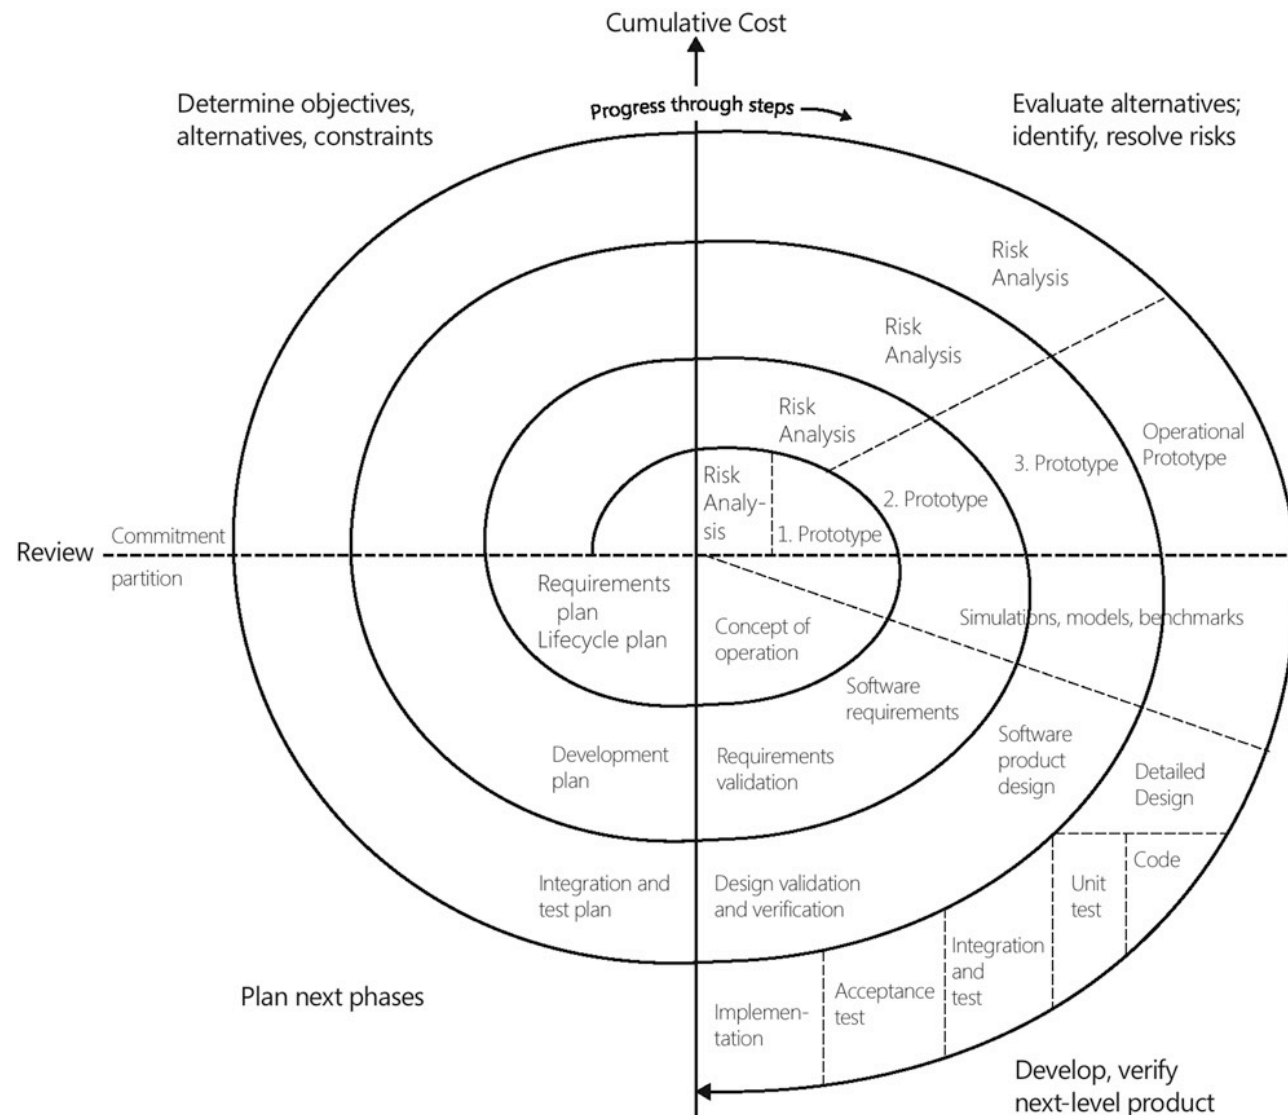 Cumulative Cost
Determine objectives,
alternatives, constraints
Progress through steps
Evaluate alternatives;
identify, resolve risks
Risk
Analysis
Risk
Analysis
Risk
Analysis
Risk
Analy-
sis
1. Prototype
2. Prototype
3. Prototype
Operational
Prototype
Review
Commitment
partition
Requirements
plan
Lifecycle plan
Concept of
operation
Simulations, models, benchmarks
Software
requirements
Development
plan
Requirements
validation
Software
product
design
Detailed
Design
Code
Unit
test
Integration and
test plan
Design validation
and verification
Integration
and
test
Acceptance
test
Implemen-
tation
Plan next phases
Develop, verify
next-level product